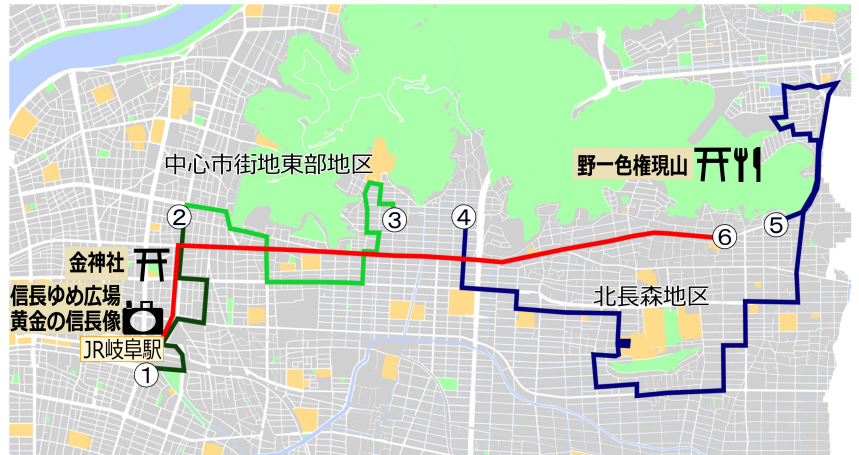 中心市街地東部地区
野一色権現山
②
③
④
⑤
⑥
金神社
信長ゆめ広場
黄金の信長像
北長森地区
JR岐阜駅
①